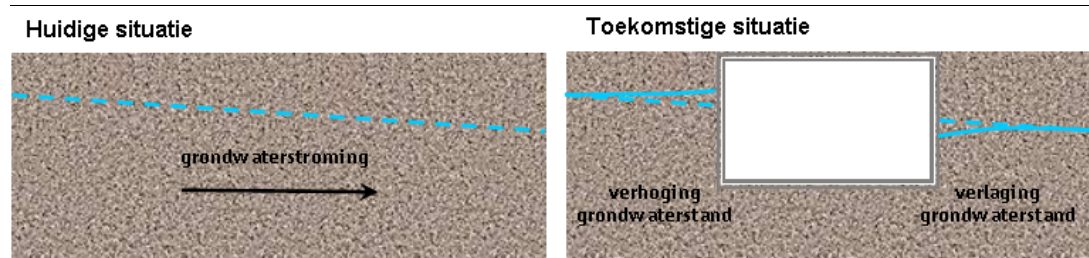 Huidige situatie
grondwaterstroming
Toekomstige situatie
verhoging
grondwaterstand
verlaging
grondwaterstand